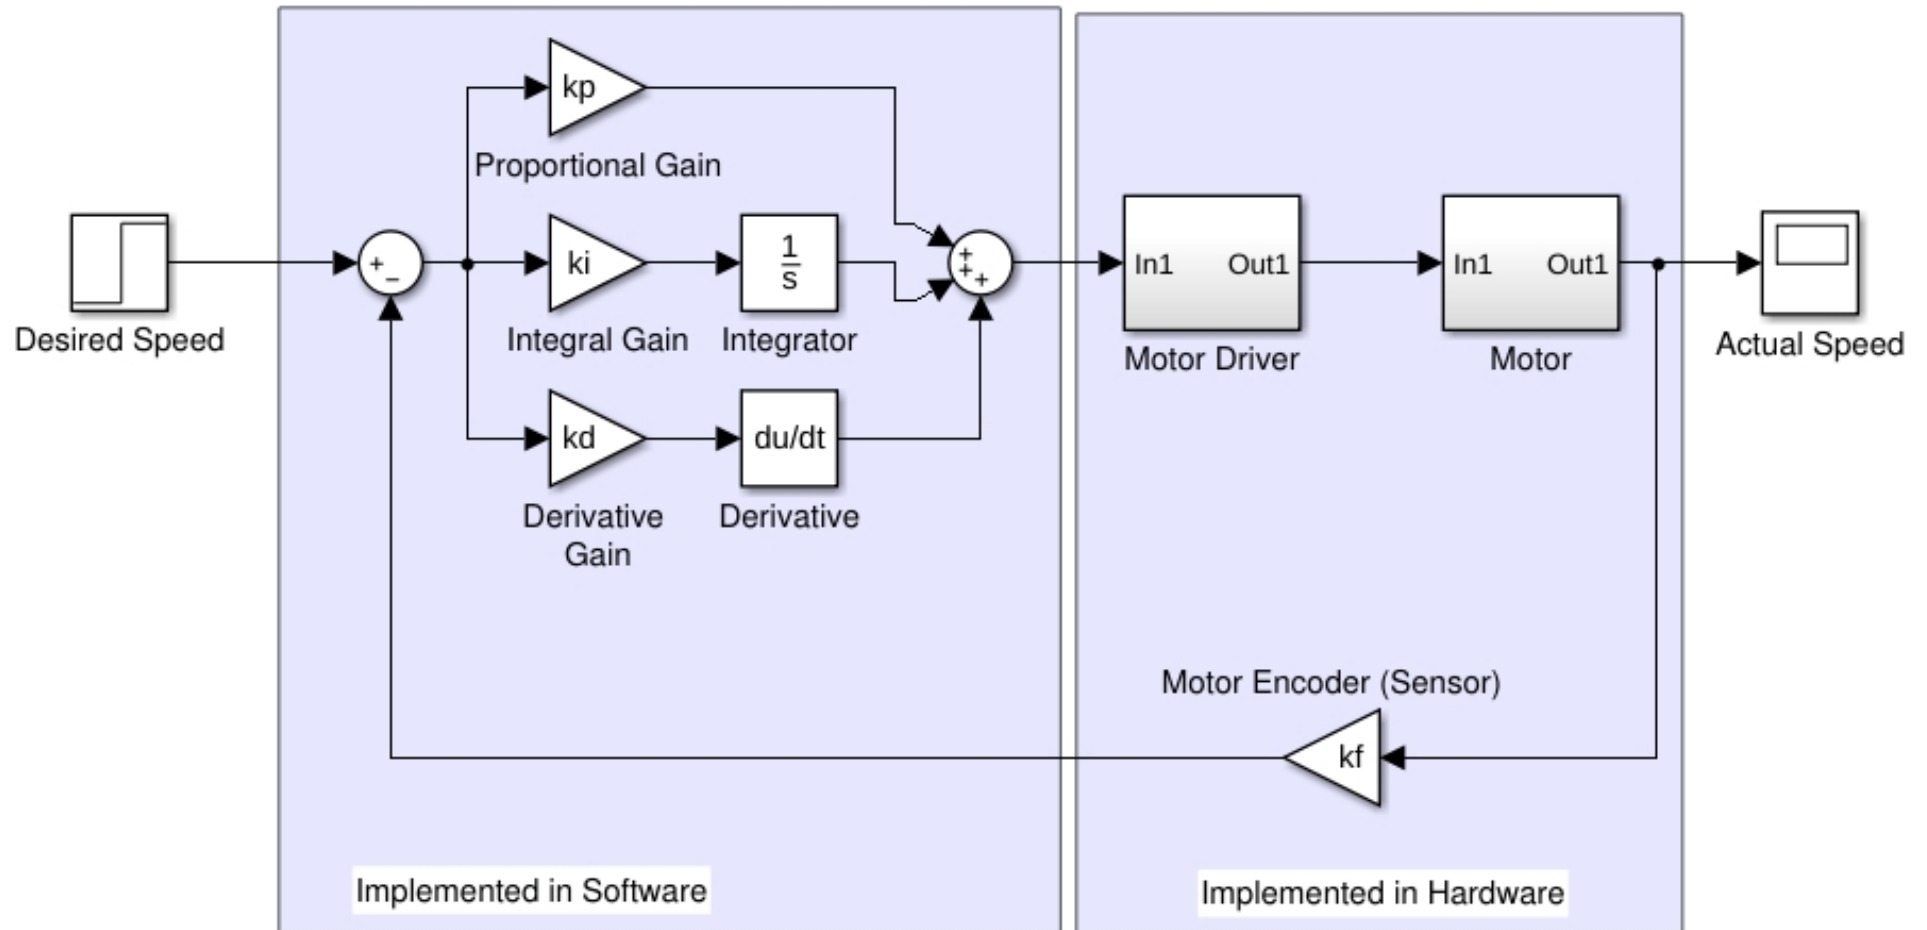 kp
Proportional Gain
Desired Speed
+
−
ki
Integral Gain
1
s
Integrator
kd
Derivative
Gain
du/dt
Derivative
+
+
+
In1 Out1
Motor Driver
In1 Out1
Motor
Actual Speed
Motor Encoder (Sensor)
kf
Implemented in Software
Implemented in Hardware